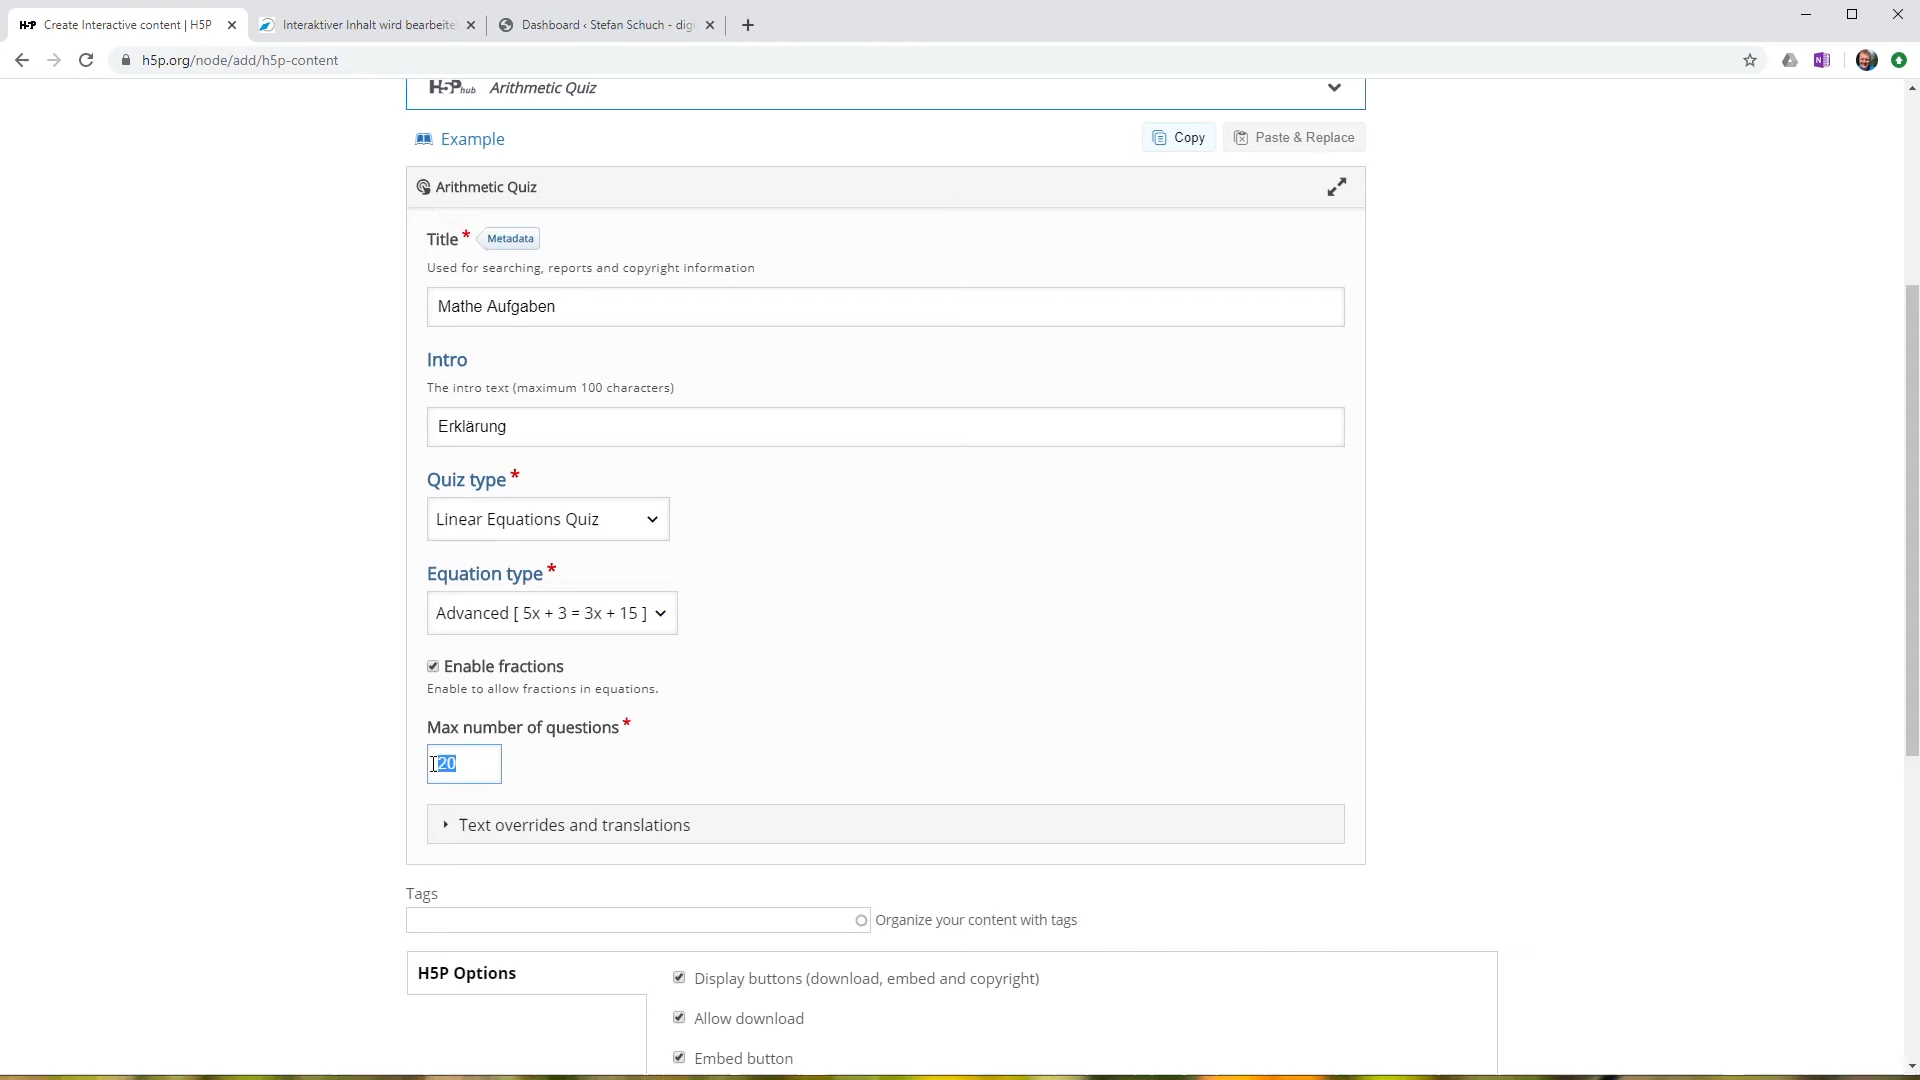 Create Interactive content | H5P
Interaktiver Inhalt wird bearbeite
Dashboard ‹ Stefan Schuch - digi
h5p.org/node/add/h5p-content
H5Phub Arithmetic Quiz
Example
Copy
Paste & Replace
Arithmetic Quiz
Title * Metadata
Used for searching, reports and copyright information
Mathe Aufgaben
Intro
The intro text (maximum 100 characters)
Erklärung
Quiz type *
Linear Equations Quiz
Equation type *
Advanced [ 5x + 3 = 3x + 15 ]
Enable fractions
Enable to allow fractions in equations.
Max number of questions *
20
Text overrides and translations
Tags
Organize your content with tags
H5P Options
Display buttons (download, embed and copyright)
Allow download
Embed button